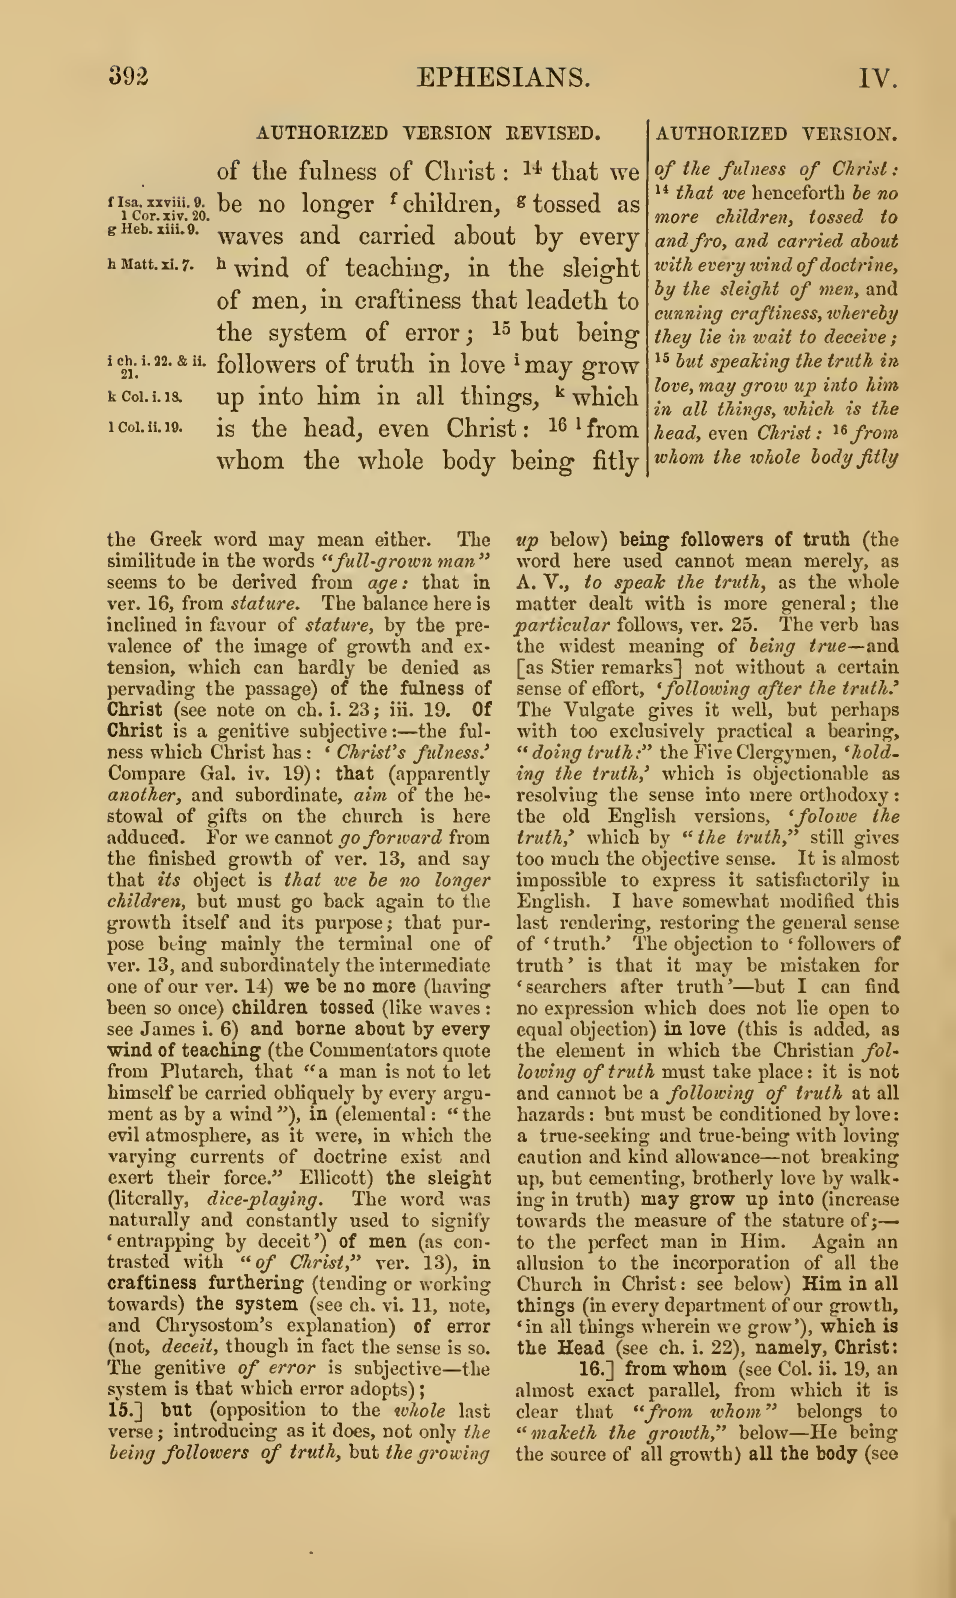 392
EPHESIANS.
IV.
AUTHORIZED VERSION REVISED.
of the fulness of Christ : 14 that we
be no longer f children, g tossed as
waves and carried about by every
h wind of teaching, in the sleight
of men, in craftiness that leadeth to
the system of error ; 15 but being
followers of truth in love i may grow
up into him in all things, k which
is the head, even Christ : 16 l from
whom the whole body being fitly
f Isa. xxviii. 9.
1 Cor. xiv. 20.
g Heb. xiii. 9.
h Matt. xi. 7.
i ch. i. 22. & ii.
21.
k Col. i. 18.
l Col. ii. 19.
AUTHORIZED VERSION.
of the fulness of Christ :
14 that we henceforth be no
more children, tossed to
and fro, and carried about
with every wind of doctrine,
by the sleight of men, and
cunning craftiness, whereby
they lie in wait to deceive ;
15 but speaking the truth in
love, may grow up into him
in all things, which is the
head, even Christ : 16 from
whom the whole body fitly
the Greek word may mean either. The
similitude in the words “full-grown man”
seems to be derived from age: that in
ver. 16, from stature. The balance here is
inclined in favour of stature, by the pre-
valence of the image of growth and ex-
tension, which can hardly be denied as
pervading the passage) of the fulness of
Christ (see note on ch. i. 23; iii. 19. Of
Christ is a genitive subjective:—the ful-
ness which Christ has: ‘Christ’s fulness.’
Compare Gal. iv. 19): that (apparently
another, and subordinate, aim of the be-
stowal of gifts on the church is here
adduced. For we cannot go forward from
the finished growth of ver. 13, and say
that its object is that we be no longer
children, but must go back again to the
growth itself and its purpose; that pur-
pose being mainly the terminal one of
ver. 13, and subordinately the intermediate
one of our ver. 14) we be no more (having
been so once) children tossed (like waves:
see James i. 6) and borne about by every
wind of teaching (the Commentators quote
from Plutarch, that “a man is not to let
himself be carried obliquely by every argu-
ment as by a wind”), in (elemental: “the
evil atmosphere, as it were, in which the
varying currents of doctrine exist and
exert their force.” Ellicott) the sleight
(literally, dice-playing. The word was
naturally and constantly used to signify
‘entrapping by deceit’) of men (as con-
trasted with “of Christ,” ver. 13), in
craftiness furthering (tending or working
towards) the system (see ch. vi. 11, note,
and Chrysostom’s explanation) of error
(not, deceit, though in fact the sense is so.
The genitive of error is subjective—the
system is that which error adopts);
15.] but (opposition to the whole last
verse; introducing as it does, not only the
being followers of truth, but the growing
up below) being followers of truth (the
word here used cannot mean merely, as
A. V., to speak the truth, as the whole
matter dealt with is more general; the
particular follows, ver. 25. The verb has
the widest meaning of being true—and
[as Stier remarks] not without a certain
sense of effort, ‘following after the truth.’
The Vulgate gives it well, but perhaps
with too exclusively practical a bearing,
“doing truth:” the Five Clergymen, ‘hold-
ing the truth,’ which is objectionable as
resolving the sense into mere orthodoxy:
the old English versions, ‘folowe the
truth,’ which by “the truth,” still gives
too much the objective sense. It is almost
impossible to express it satisfactorily in
English. I have somewhat modified this
last rendering, restoring the general sense
of ‘truth.’ The objection to ‘followers of
truth’ is that it may be mistaken for
‘searchers after truth’—but I can find
no expression which does not lie open to
equal objection) in love (this is added, as
the element in which the Christian fol-
lowing of truth must take place: it is not
and cannot be a following of truth at all
hazards: but must be conditioned by love:
a true-seeking and true-being with loving
caution and kind allowance—not breaking
up, but cementing, brotherly love by walk-
ing in truth) may grow up into (increase
towards the measure of the stature of;—
to the perfect man in Him. Again an
allusion to the incorporation of all the
Church in Christ: see below) Him in all
things (in every department of our growth,
‘in all things wherein we grow’), which is
the Head (see ch. i. 22), namely, Christ:
16.] from whom (see Col. ii. 19, an
almost exact parallel, from which it is
clear that “from whom” belongs to
“maketh the growth,” below—He being
the source of all growth) all the body (see